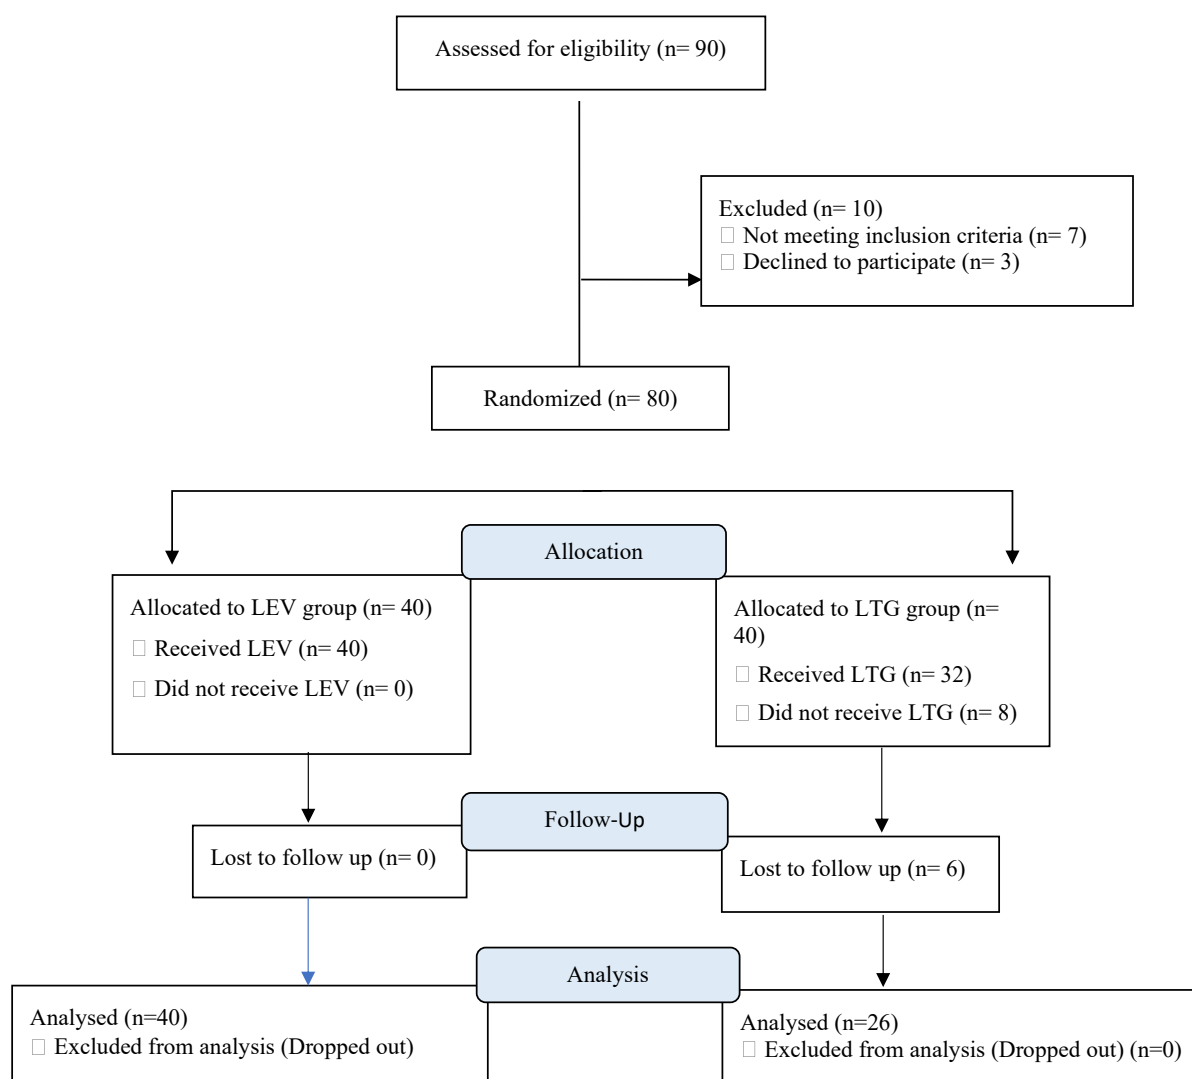 Assessed for eligibility (n= 90)
Excluded (n= 10)
Not meeting inclusion criteria (n= 7)
Declined to participate (n= 3)
Randomized (n= 80)
Allocation
Allocated to LEV group (n= 40)
Received LEV (n= 40)
Did not receive LEV (n= 0)
Allocated to LTG group (n=
40)
Received LTG (n= 32)
Did not receive LTG (n= 8)
Follow-Up
Lost to follow up (n= 0)
Lost to follow up (n= 6)
Analysis
Analysed (n=40)
Excluded from analysis (Dropped out)
Analysed (n=26)
Excluded from analysis (Dropped out) (n=0)